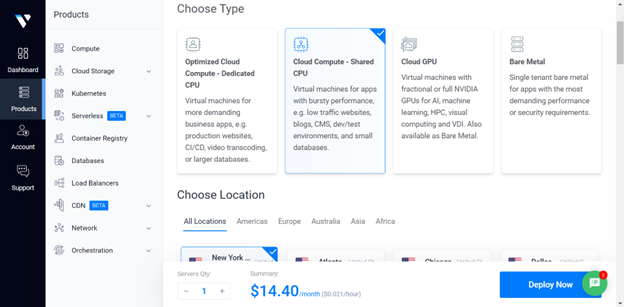 Products
Dashboard
Products
Account
Support
Compute
Cloud Storage
Kubernetes
Serverless BETA
Container Registry
Databases
Load Balancers
CDN BETA
Network
Orchestration
Choose Type
Optimized Cloud
Compute - Dedicated
CPU
Virtual machines for
more demanding
business apps, e.g.
production websites,
CI/CD, video transcoding,
or larger databases.
Cloud Compute - Shared
CPU
Virtual machines for apps
with bursty performance,
e.g. low traffic websites,
blogs, CMS, dev/test
environments, and small
databases.
Cloud GPU
Virtual machines with
fractional or full NVIDIA
GPUs for AI, machine
learning, HPC, visual
computing and VDI. Also
available as Bare Metal.
Bare Metal
Single tenant bare metal
for apps with the most
demanding performance
or security requirements.
Choose Location
All Locations Americas Europe Australia Asia Africa
New York ...
Atlanta
Chicago
Dallas
Servers Qty:
− 1 +
Summary:
$14.40 /month ($0.021/hour)
Deploy Now